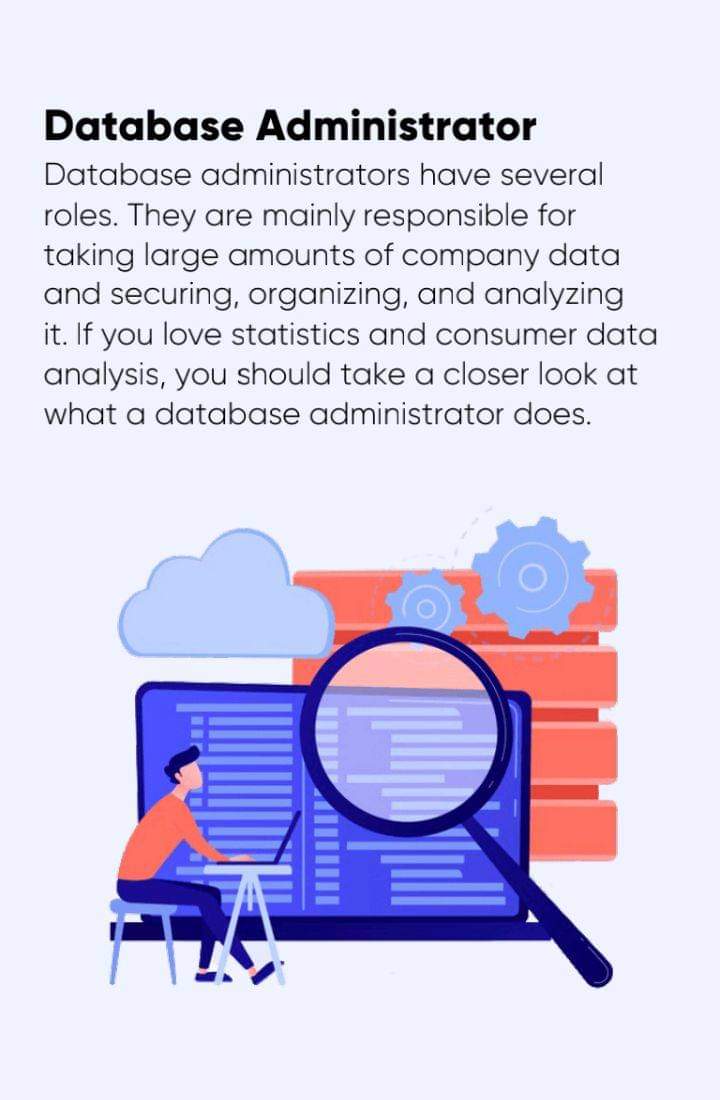 Database Administrator
Database administrators have several
roles. They are mainly responsible for
taking large amounts of company data
and securing, organizing, and analyzing
it. If you love statistics and consumer data
analysis, you should take a closer look at
what a database administrator does.